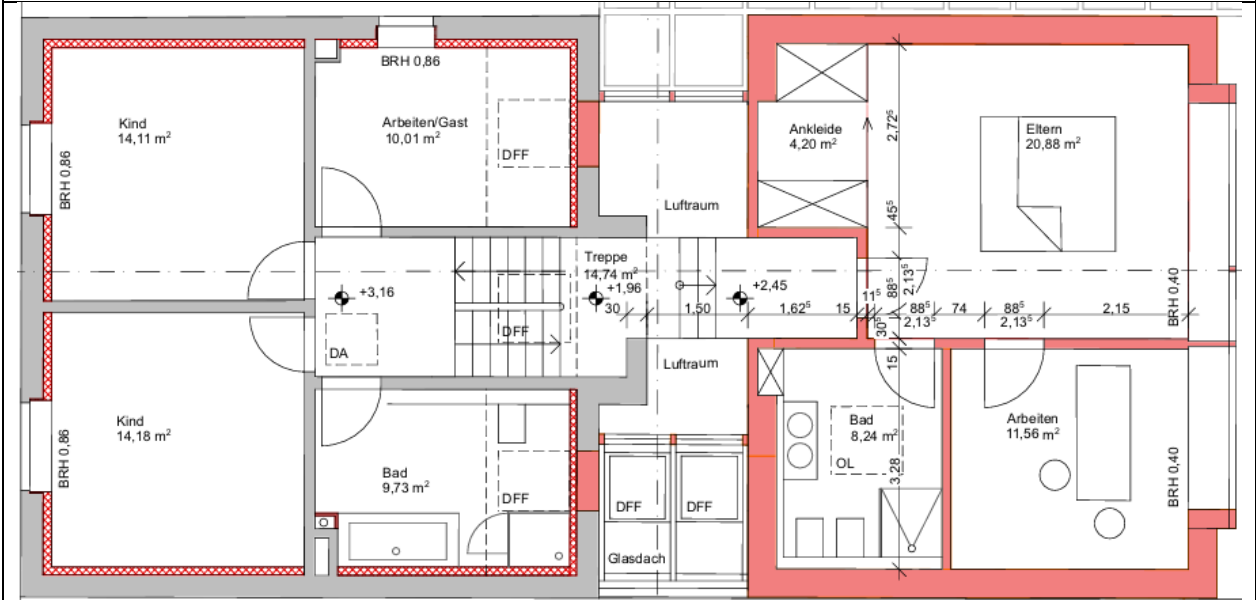 BRH 0,86
Kind
14,11 m²
BRH 0,86
Arbeiten/Gast
10,01 m²
DFF
Luftraum
Ankleide
4,20 m²
2,72⁵
45⁵
Eltern
20,88 m²
BRH 0,40
Treppe
14,74 m²
+3,16
+1,96
+2,45
DFF
DA
30
1,50
1,62⁵
15
11⁵
88⁵
2,13⁵
30⁵
88⁵
2,13⁵
74
88⁵
2,13⁵
2,15
Luftraum
15
Kind
14,18 m²
BRH 0,86
Bad
9,73 m²
DFF
DFF
DFF
Glasdach
Bad
8,24 m²
OL
3,28
Arbeiten
11,56 m²
BRH 0,40